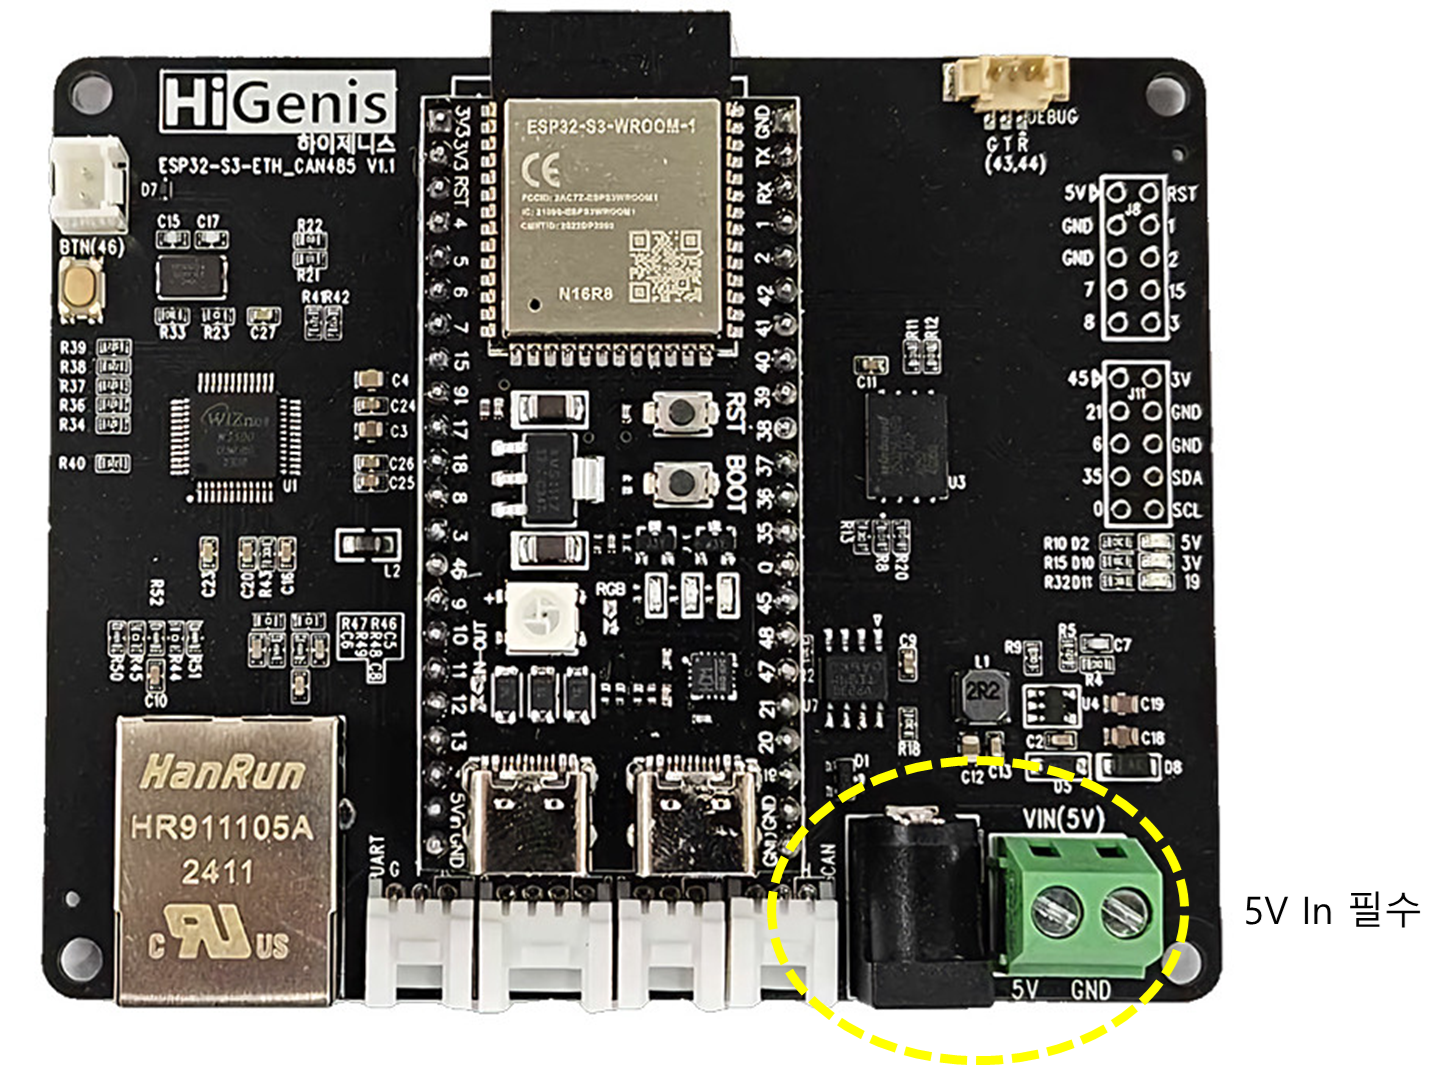 HiGenis
하이제니스
ESP32-S3-ETH_CAN485 V1.1
D7
C15
C17
BTN(46)
R22
R21
R41
R42
R33
R23
C27
R39
R38
R37
R36
R34
R40
WIZnet
U1
C4
C24
C3
C26
C25
L2
C23
C20
R43
C16
R52
R50
R45
R44
R51
C10
R47
R46
C6
R49
R48
C8
HanRun
HR911105A
2411
C
US
3V3
3V3
RST
4
5
6
7
15
16
17
18
8
3
46
9
10
11
12
13
5Vin
GND
ESP32-S3-WROOM-1
CE
N16R8
RST
BOOT
RGB
IN-OUT
GND
TX
RX
1
2
42
41
40
39
38
37
36
35
0
45
48
47
21
20
19
GND
GND
UART
G
H
CAN
DEBUG
G T R
(43,44)
5V
RST
J8
GND
1
GND
2
7
15
8
3
45
3V
J11
21
GND
6
GND
35
SDA
0
SCL
R10 D2
5V
R15 D10
3V
R32 D11
19
R11
R12
C11
U3
R13
R8
R20
C9
U7
R18
D1
L1
2R2
R9
R5
C7
R4
U4
C19
C2
C18
C12
C13
D8
VIN(5V)
5V
GND
5V In 필수